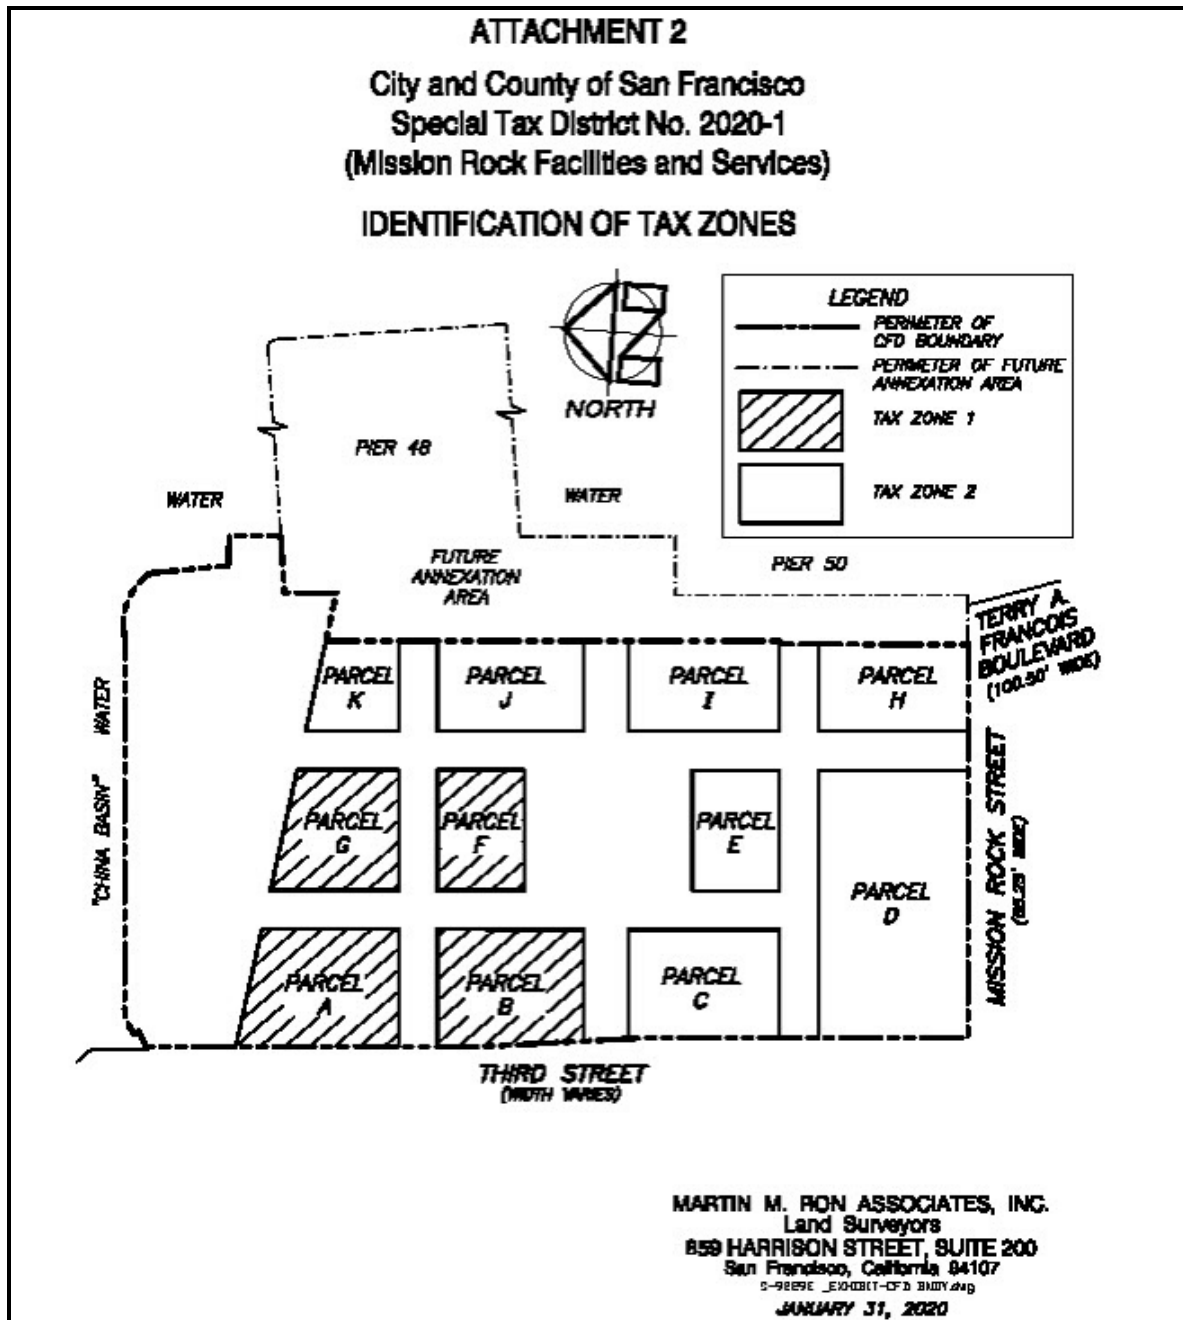 ATTACHMENT 2
City and County of San Francisco
Special Tax District No. 2020-1
(Mission Rock Facilities and Services)
IDENTIFICATION OF TAX ZONES
NORTH
LEGEND
PERIMETER OF
CFD BOUNDARY
PERIMETER OF FUTURE
ANNEXATION AREA
TAX ZONE 1
TAX ZONE 2
PIER 48
WATER
WATER
PIER 50
FUTURE
ANNEXATION
AREA
TERRY A.
FRANCOIS
BOULEVARD
(100.50' WIDE)
WATER
"CHINA BASIN"
PARCEL
K
PARCEL
J
PARCEL
I
PARCEL
H
PARCEL
G
PARCEL
F
PARCEL
E
PARCEL
D
MISSION ROCK STREET
WIDE)
PARCEL
A
PARCEL
B
PARCEL
C
THIRD STREET
(WIDTH VARIES)
MARTIN M. RON ASSOCIATES, INC.
Land Surveyors
859 HARRISON STREET, SUITE 200
San Francisco, California 94107
JANUARY 31, 2020